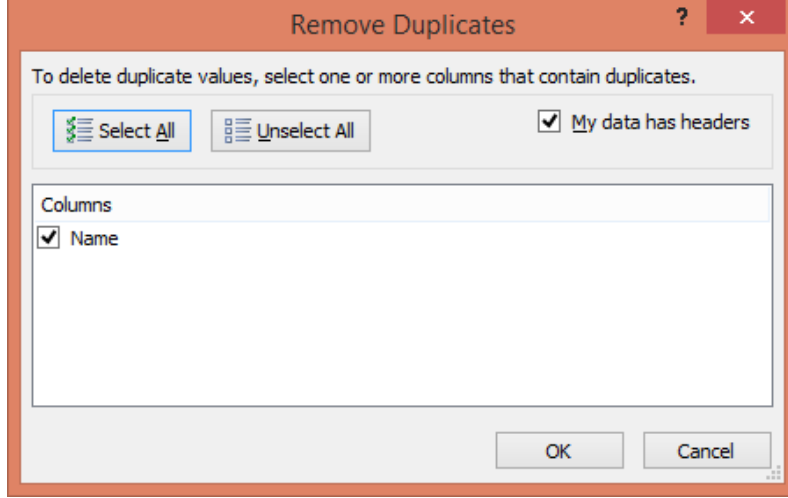 Remove Duplicates
?
To delete duplicate values, select one or more columns that contain duplicates.
Select All
Unselect All
My data has headers
Columns
Name
OK
Cancel